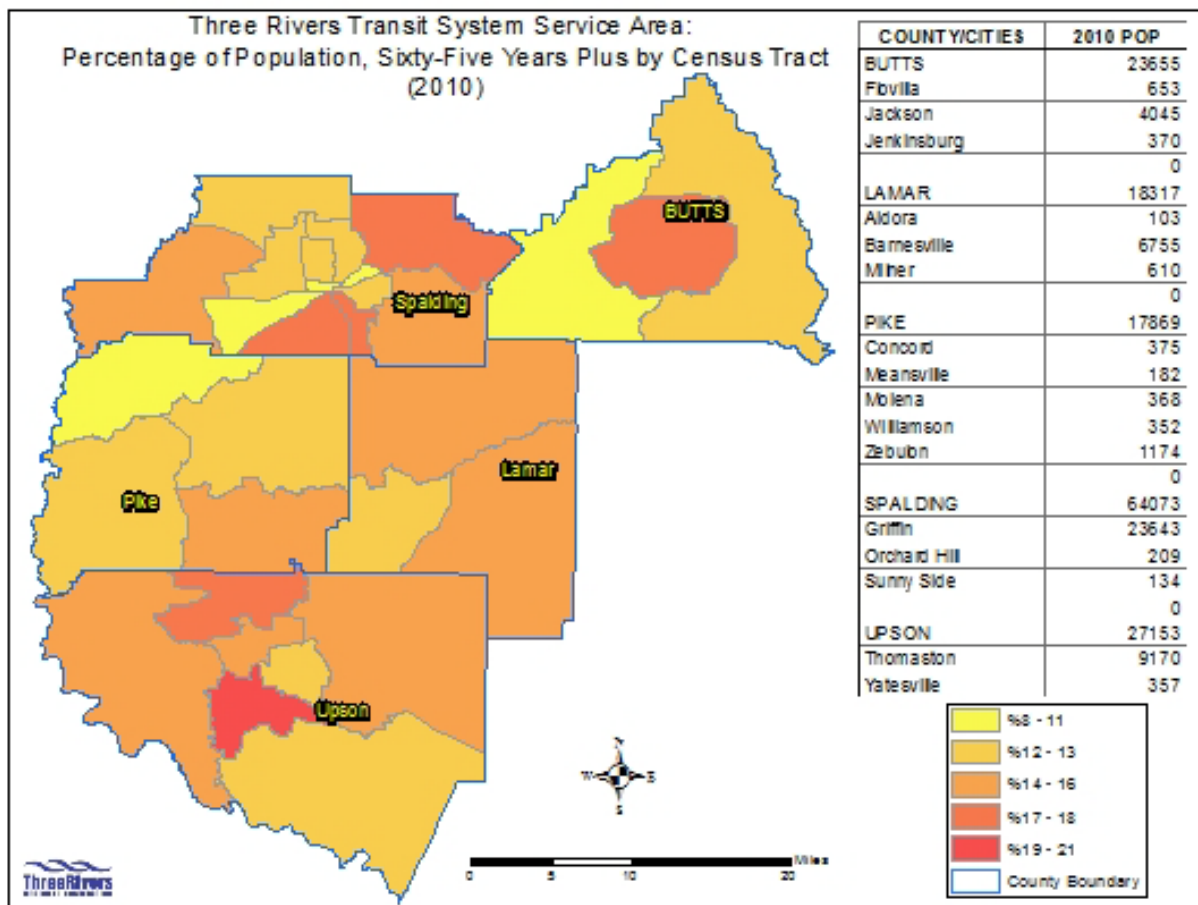 Three Rivers Transit System Service Area:
Percentage of Population, Sixty-Five Years Plus by Census Tract
(2010)
COUNTY/CITIES 2010 POP
BUTTS 23655
Flovilla 653
Jackson 4045
Jenkinsburg 370
0
LAMAR 18317
Aldora 103
Barnesville 6755
Milner 610
0
PIKE 17869
Concord 375
Meansville 182
Molena 368
Williamson 352
Zebulon 1174
0
SPALDING 64073
Griffin 23643
Orchard Hill 209
Sunny Side 134
0
UPSON 27153
Thomaston 9170
Yatesville 357
BUTTS
Spalding
Lamar
Pike
Upson
N
W E
S
%8 - 11
%12 - 13
%14 - 16
%17 - 18
%19 - 21
County Boundary
Miles
0 5 10 20
ThreeRivers